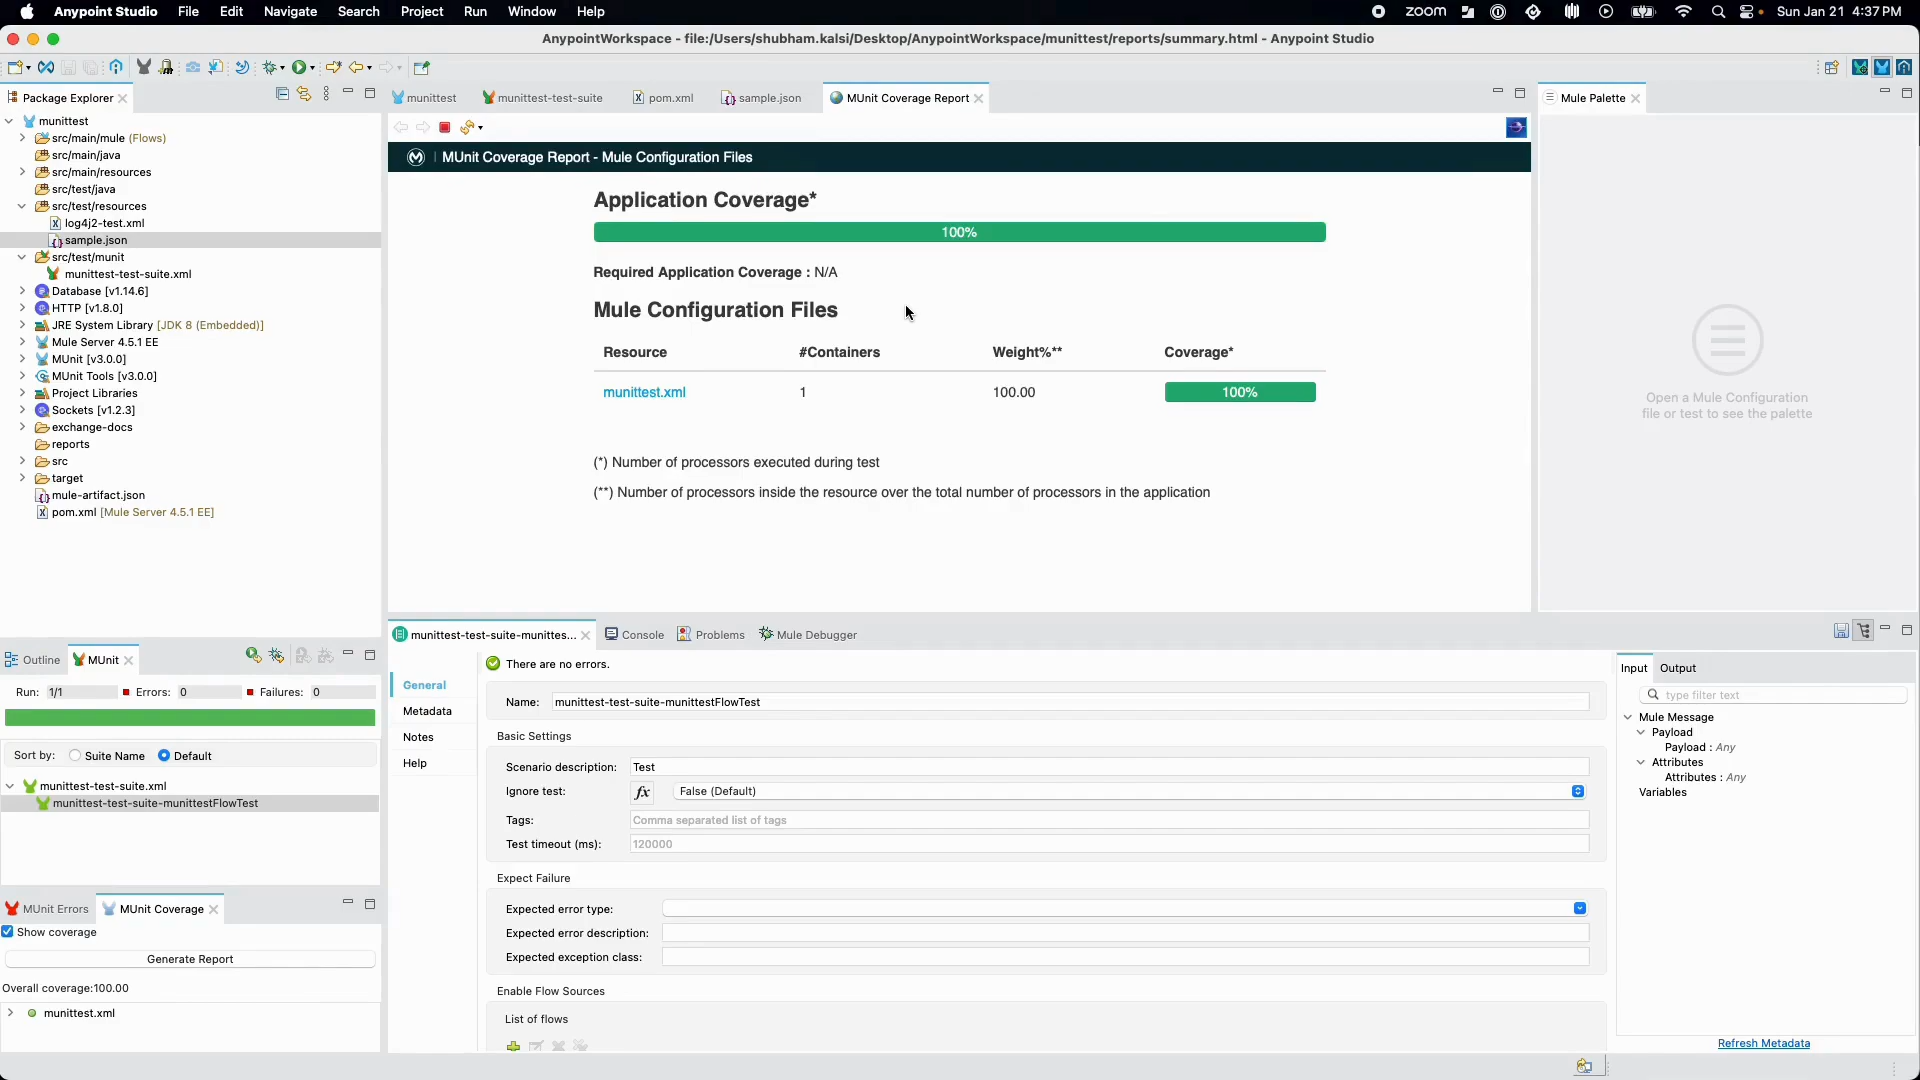 Anypoint Studio File Edit Navigate Search Project Run Window Help
zoom Sun Jan 21 4:37 PM
AnypointWorkspace - file:/Users/shubham.kalsi/Desktop/AnypointWorkspace/munittest/reports/summary.html - Anypoint Studio
Package Explorer
munittest
src/main/mule (Flows)
src/main/java
src/main/resources
src/test/java
src/test/resources
log4j2-test.xml
sample.json
src/test/munit
munittest-test-suite.xml
Database [v1.14.6]
HTTP [v1.8.0]
JRE System Library [JDK 8 (Embedded)]
Mule Server 4.5.1 EE
MUnit [v3.0.0]
MUnit Tools [v3.0.0]
Project Libraries
Sockets [v1.2.3]
exchange-docs
reports
src
target
mule-artifact.json
pom.xml [Mule Server 4.5.1 EE]
munittest munittest-test-suite pom.xml sample.json MUnit Coverage Report
MUnit Coverage Report - Mule Configuration Files
Application Coverage*
100%
Required Application Coverage : N/A
Mule Configuration Files
Resource #Containers Weight%** Coverage*
munittest.xml 1 100.00 100%
(*) Number of processors executed during test
(**) Number of processors inside the resource over the total number of processors in the application
Mule Palette
Open a Mule Configuration
file or test to see the palette
Outline MUnit
Run: 1/1 Errors: 0 Failures: 0
Sort by: Suite Name Default
munittest-test-suite.xml
munittest-test-suite-munittestFlowTest
MUnit Errors MUnit Coverage
Show coverage
Generate Report
Overall coverage:100.00
munittest.xml
munittest-test-suite-munittes... Console Problems Mule Debugger
There are no errors.
General
Metadata
Notes
Help
Name: munittest-test-suite-munittestFlowTest
Basic Settings
Scenario description: Test
Ignore test: fx False (Default)
Tags: Comma separated list of tags
Test timeout (ms): 120000
Expect Failure
Expected error type:
Expected error description:
Expected exception class:
Enable Flow Sources
List of flows
Input Output
type filter text
Mule Message
Payload
Payload : Any
Attributes
Attributes : Any
Variables
Refresh Metadata